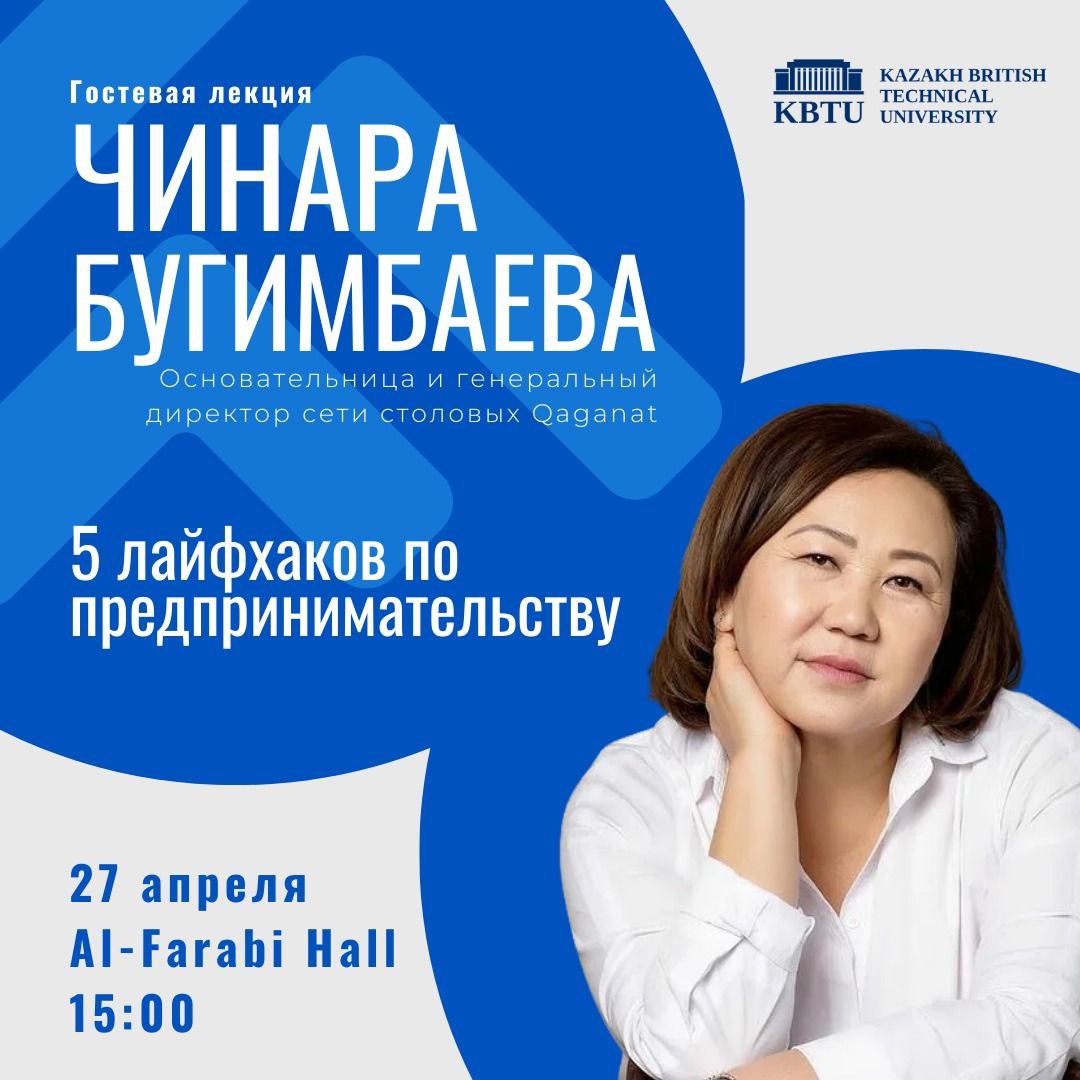 Гостевая лекция
ЧИНАРА
БУГИМБАЕВА
Основательница и генеральный
директор сети столовых Qaganat
5 лайфхаков по
предпринимательству
27 апреля
Al-Farabi Hall
15:00
KBTU
KAZAKH BRITISH
TECHNICAL
UNIVERSITY